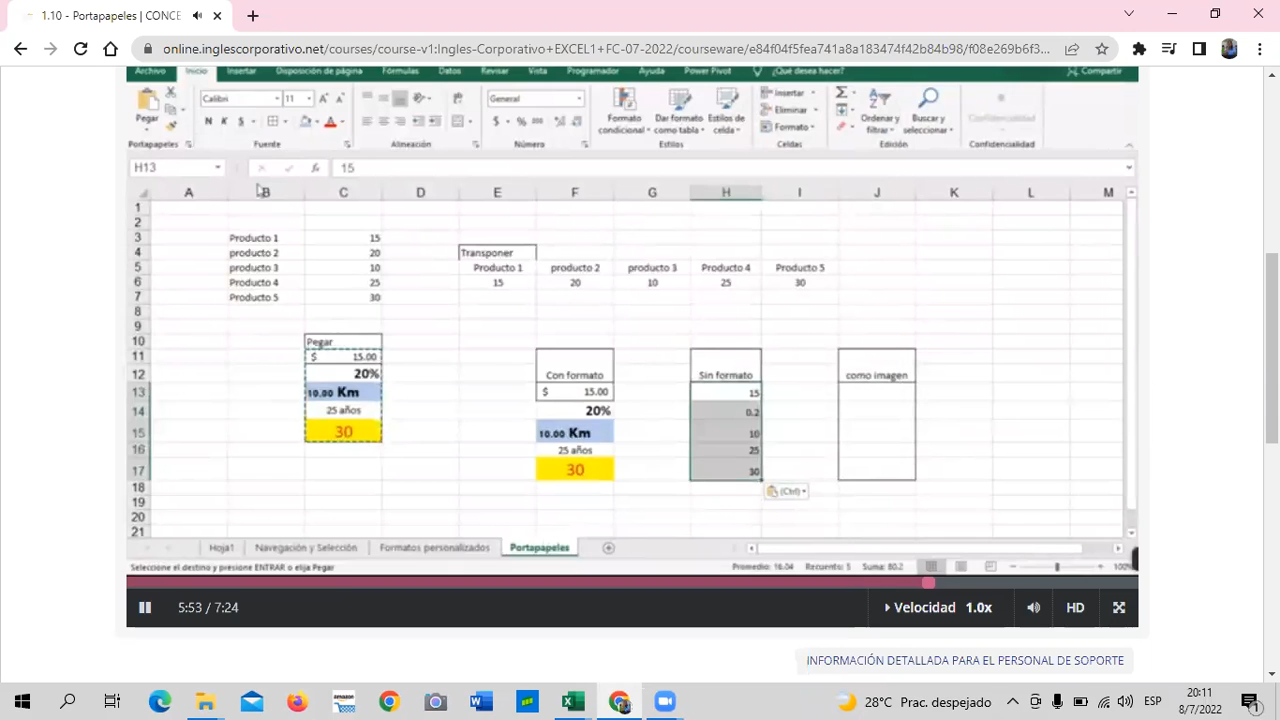 1.10 - Portapapeles | CONCE
online.inglescorporativo.net/courses/course-v1:Ingles-Corporativo+EXCEL1+FC-07-2022/courseware/c84f04f5fea741a8a183474f42b84b98/f08e269b6f3...
Archivo Inicio Insertar Disposición de página Fórmulas Datos Revisar Vista Programador Ayuda Power Pivot ¿Qué desea hacer? Compartir
Calibri 11 General Insertar
Eliminar
Pegar N K S $ % 000 Formato condicional Dar formato como tabla Estilos de celda Formato Ordenar y filtrar Buscar y seleccionar Confidencialidad
Portapapeles Fuente Alineación Número Estilos Celdas Edición Confidencialidad
H13 fx 15
A B C D E F G H I J K L M
1
2
3 Producto 1 15
4 producto 2 20 Transponer
5 producto 3 10 Producto 1 producto 2 producto 3 Producto 4 Producto 5
6 Producto 4 25 15 20 10 25 30
7 Producto 5 30
8
9
10 Pegar
11 $ 15.00
12 20% Con formato Sin formato como imagen
13 10.00 Km $ 15.00 15
14 25 años 20% 0.2
15 30 10.00 Km 10
16 25 años 25
17 30 30
18 (Ctrl)
19
20
21
Hoja1 Navegación y Selección Formatos personalizados Portapapeles
Seleccione el destino y presione ENTRAR o elija Pegar Promedio: 16.04 Recuento: 5 Suma: 80.2 100%
5:53 / 7:24 Velocidad 1.0x HD
INFORMACIÓN DETALLADA PARA EL PERSONAL DE SOPORTE
amazon W X 28°C Prac. despejado ESP 20:11
8/7/2022 1